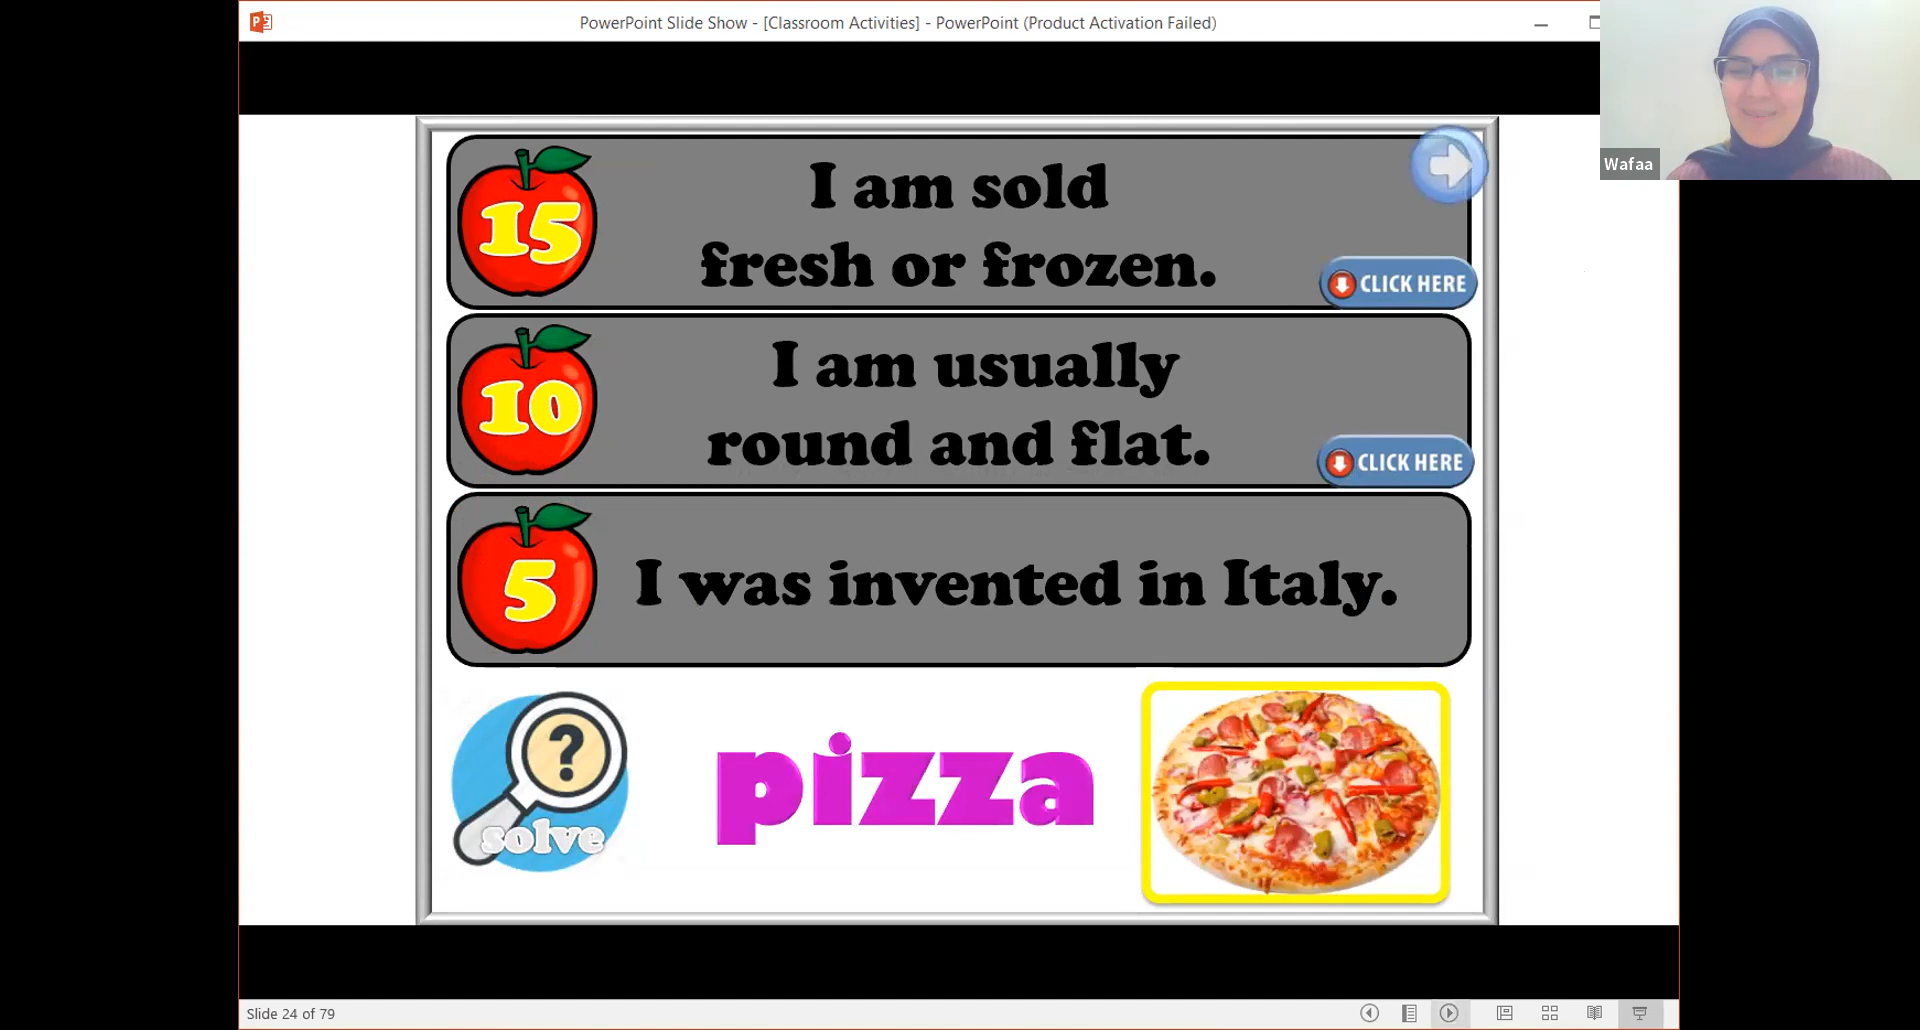 PowerPoint Slide Show - [Classroom Activities] - PowerPoint (Product Activation Failed)
Wafaa
15
I am sold
fresh or frozen.
CLICK HERE
10
I am usually
round and flat.
CLICK HERE
5
I was invented in Italy.
?
solve
pizza
Slide 24 of 79